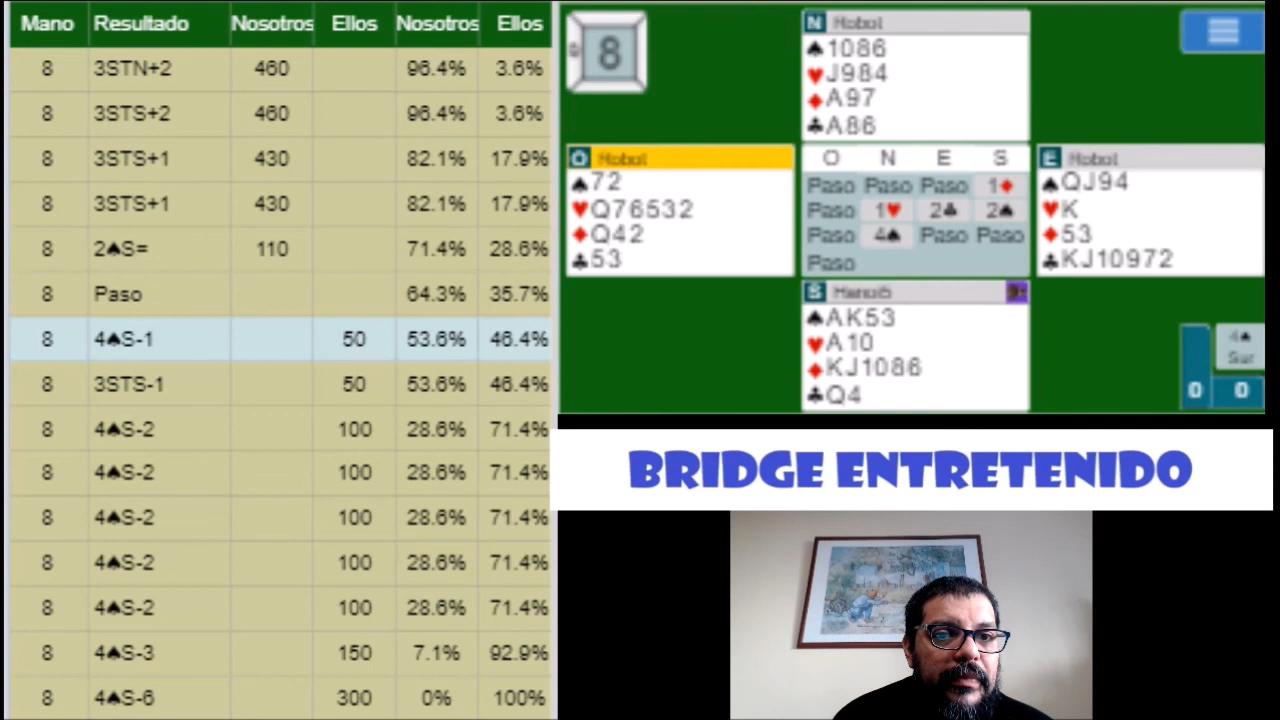 Mano Resultado Nosotros Ellos Nosotros Ellos
8 3STN+2 460 96.4% 3.6%
8 3STS+2 460 96.4% 3.6%
8 3STS+1 430 82.1% 17.9%
8 3STS+1 430 82.1% 17.9%
8 2♠S= 110 71.4% 28.6%
8 Paso 64.3% 35.7%
8 4♠S-1 50 53.6% 46.4%
8 3STS-1 50 53.6% 46.4%
8 4♠S-2 100 28.6% 71.4%
8 4♠S-2 100 28.6% 71.4%
8 4♠S-2 100 28.6% 71.4%
8 4♠S-2 100 28.6% 71.4%
8 4♠S-2 100 28.6% 71.4%
8 4♠S-3 150 7.1% 92.9%
8 4♠S-6 300 0% 100%
8
N Robot
♠1086
♥J984
♦A97
♣A86
O Robot
♠72
♥Q76532
♦Q42
♣53
O N E S
Paso Paso Paso 1♦
Paso 1♥ 2♣ 2♠
Paso 4♠ Paso Paso
Paso
E Robot
♠QJ94
♥K
♦53
♣KJ10972
S
♠AK53
♥A10
♦KJ1086
♣Q4
4♠
Sur
0 0
BRIDGE ENTRETENIDO